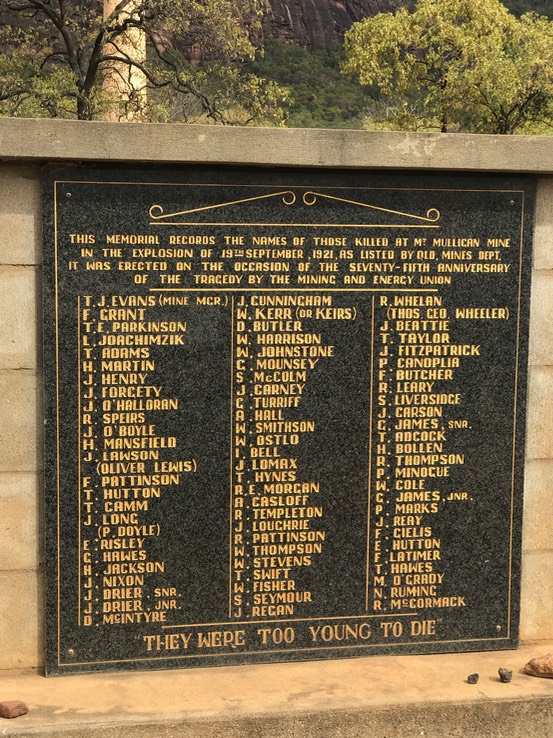 THIS MEMORIAL RECORDS THE NAMES OF THOSE KILLED AT MT MULLIGAN MINE
IN THE EXPLOSION OF 19TH SEPTEMBER, 1921, AS LISTED BY QLD. MINES DEPT.
IT WAS ERECTED ON THE OCCASION OF THE SEVENTY-FIFTH ANNIVERSARY
OF THE TRAGEDY BY THE MINING AND ENERGY UNION
T. J. EVANS (MINE MGR.)
F. GRANT
T. E. PARKINSON
L. JOACHIMZIK
T. ADAMS
H. MARTIN
J. HENRY
J. FORGETY
J. O'HALLORAN
R. SPEIRS
J. O'BOYLE
H. MANSFIELD
J. LAWSON
(OLIVER LEWIS)
F. PATTINSON
T. HUTTON
T. CAMM
J. LONG
(P. DOYLE)
E. RISLEY
G. HAWES
H. JACKSON
J. NIXON
J. DRIER, SNR.
J. DRIER, JNR.
D. MCINTYRE
J. CUNNINGHAM
W. KERR (OR KEIRS)
D. BUTLER
W. HARRISON
W. JOHNSTONE
C. MOUNSEY
S. MCCOLM
J. CARNEY
G. TURRIFF
G. HALL
W. SMITHSON
W. OSTLO
I. BELL
J. LOMAX
T. HYNES
R. E. MORGAN
A. CASLOFF
R. TEMPLETON
J. LOUGHRIE
R. PATTINSON
W. THOMPSON
W. STEVENS
T. SWIFT
W. FISHER
S. SEYMOUR
J. REGAN
R. WHELAN
(THOS. GEO. WHEELER)
J. BEATTIE
T. TAYLOR
J. FITZPATRICK
P. CANOPLIA
F. BUTCHER
R. LEARY
S. LIVERSIDGE
J. CARSON
G. JAMES, SNR.
T. ADCOCK
H. BOLLEN
R. THOMPSON
P. MINOGUE
W. COLE
G. JAMES, JNR.
P. MARKS
J. REAY
F. GIELIS
E. HUTTON
F. LATIMER
T. HAWES
M. O'GRADY
N. RUMING
R. MCCORMACK
"THEY WERE TOO YOUNG TO DIE"